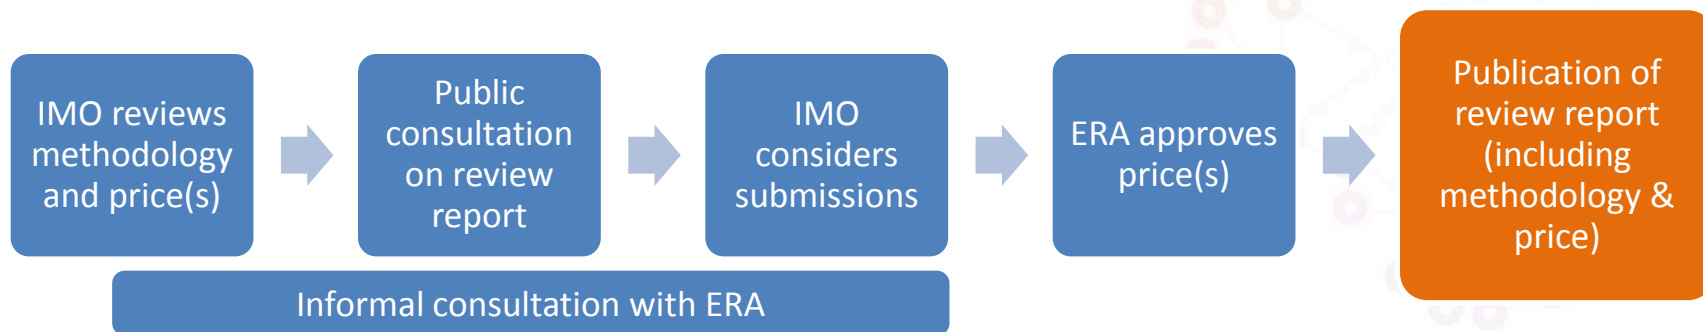 IMO reviews
methodology
and price(s)
Public
consultation
on review
report
IMO
considers
submissions
ERA approves
price(s)
Publication of
review report
(including
methodology &
price)
Informal consultation with ERA